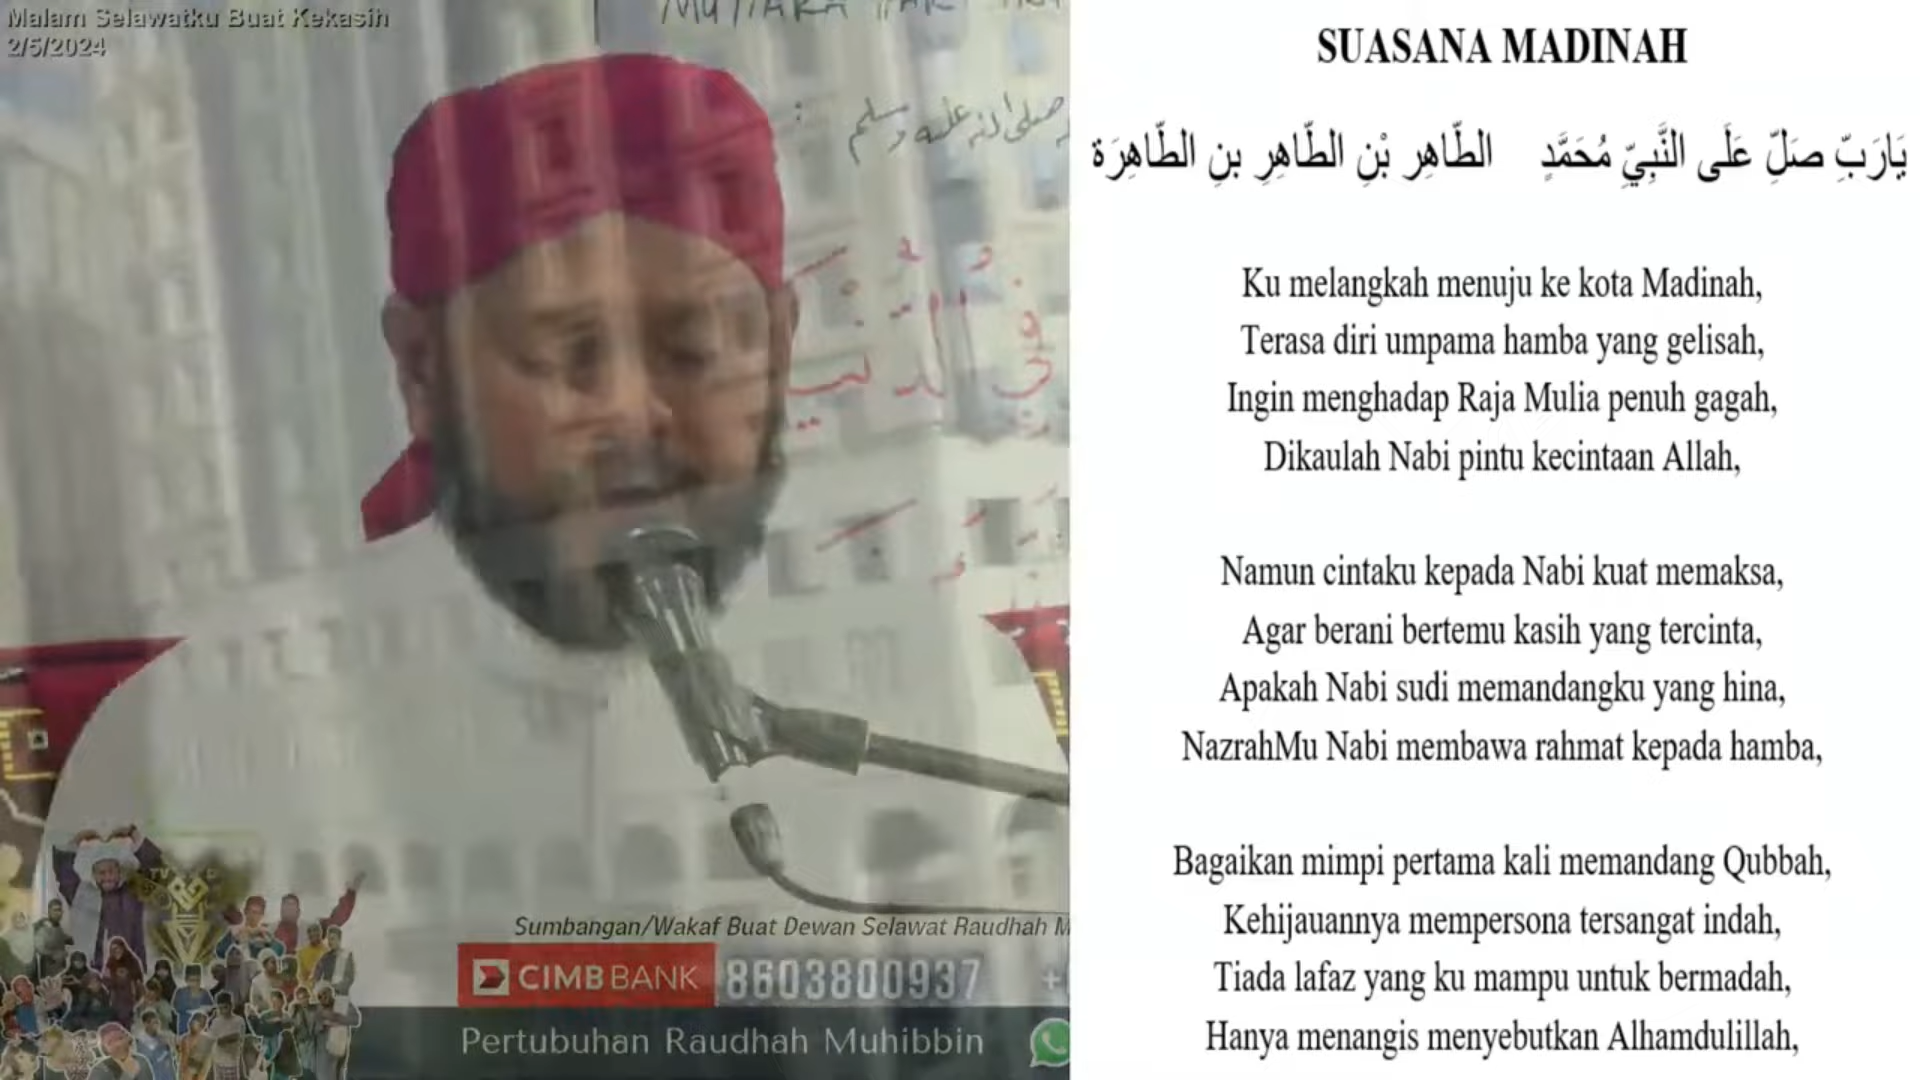 Malam Selawatku Buat Kekasih
2/5/2024
صلى الله عليه وسلم
Sumbangan/Wakaf Buat Dewan Selawat Raudhah M
CIMB BANK 8603800937
Pertubuhan Raudhah Muhibbin
SUASANA MADINAH
يَارَبِّ صَلِّ عَلَى النَّبِيِّ مُحَمَّدٍ الطَّاهِرِ بْنِ الطَّاهِرِ بنِ الطَّاهِرَة
Ku melangkah menuju ke kota Madinah,
Terasa diri umpama hamba yang gelisah,
Ingin menghadap Raja Mulia penuh gagah,
Dikaulah Nabi pintu kecintaan Allah,
Namun cintaku kepada Nabi kuat memaksa,
Agar berani bertemu kasih yang tercinta,
Apakah Nabi sudi memandangku yang hina,
NazrahMu Nabi membawa rahmat kepada hamba,
Bagaikan mimpi pertama kali memandang Qubbah,
Kehijauannya mempersona tersangat indah,
Tiada lafaz yang ku mampu untuk bermadah,
Hanya menangis menyebutkan Alhamdulillah,